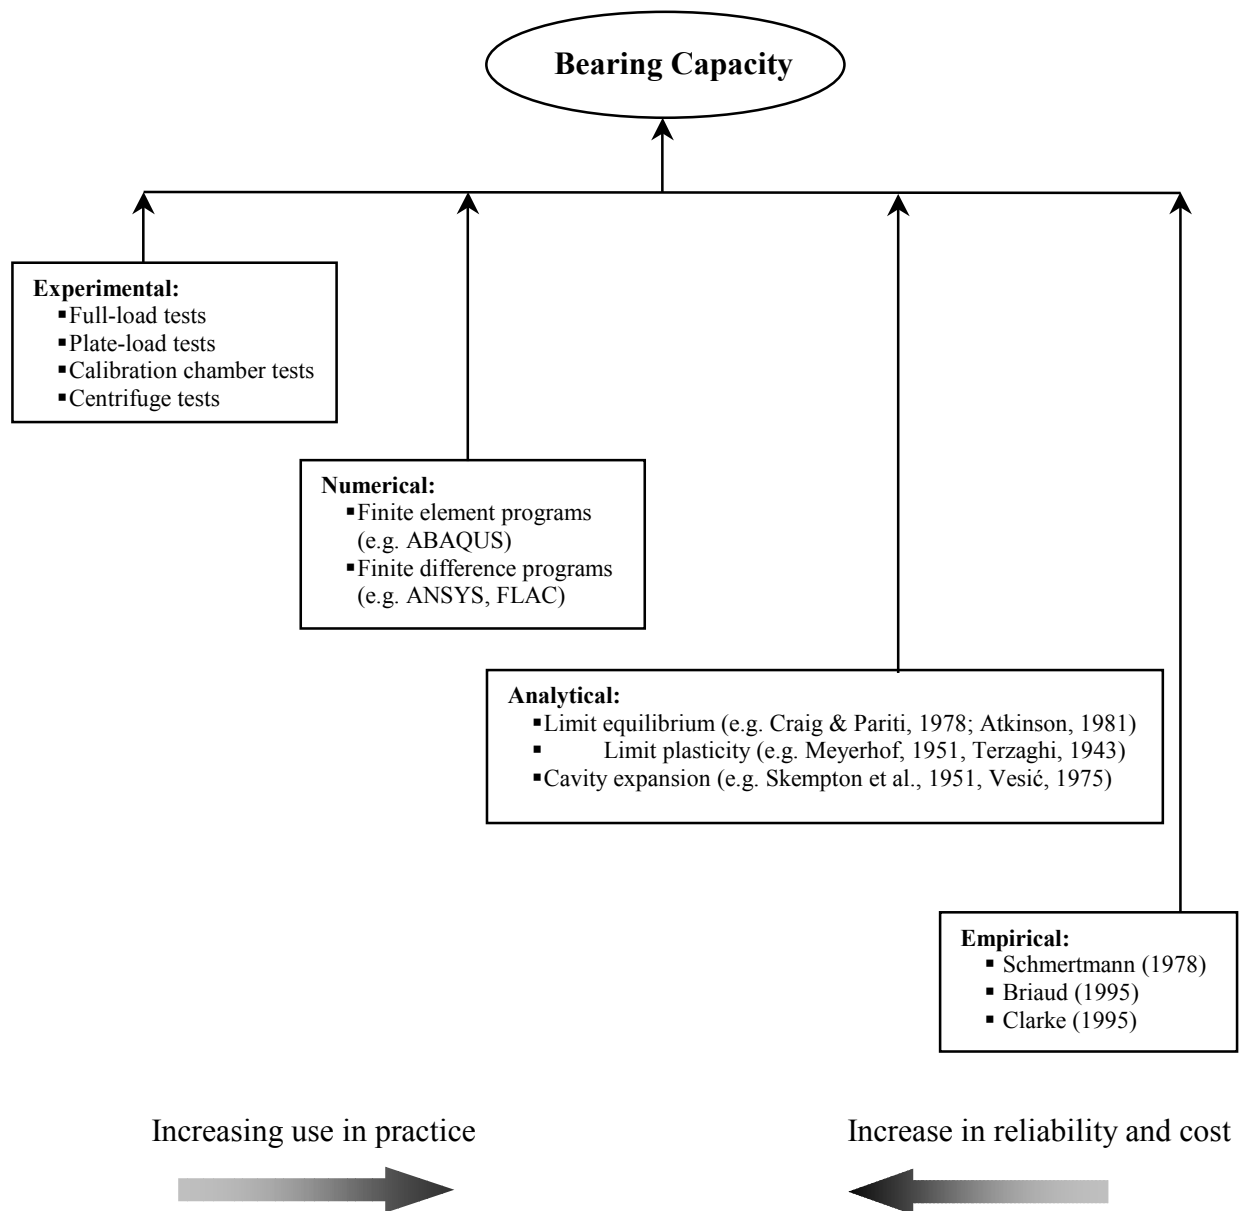 Bearing Capacity
Experimental:
▪Full-load tests
▪Plate-load tests
▪Calibration chamber tests
▪Centrifuge tests
Numerical:
▪Finite element programs
(e.g. ABAQUS)
▪Finite difference programs
(e.g. ANSYS, FLAC)
Analytical:
▪Limit equilibrium (e.g. Craig & Pariti, 1978; Atkinson, 1981)
▪ Limit plasticity (e.g. Meyerhof, 1951, Terzaghi, 1943)
▪Cavity expansion (e.g. Skempton et al., 1951, Vesić, 1975)
Empirical:
▪ Schmertmann (1978)
▪ Briaud (1995)
▪ Clarke (1995)
Increasing use in practice
Increase in reliability and cost